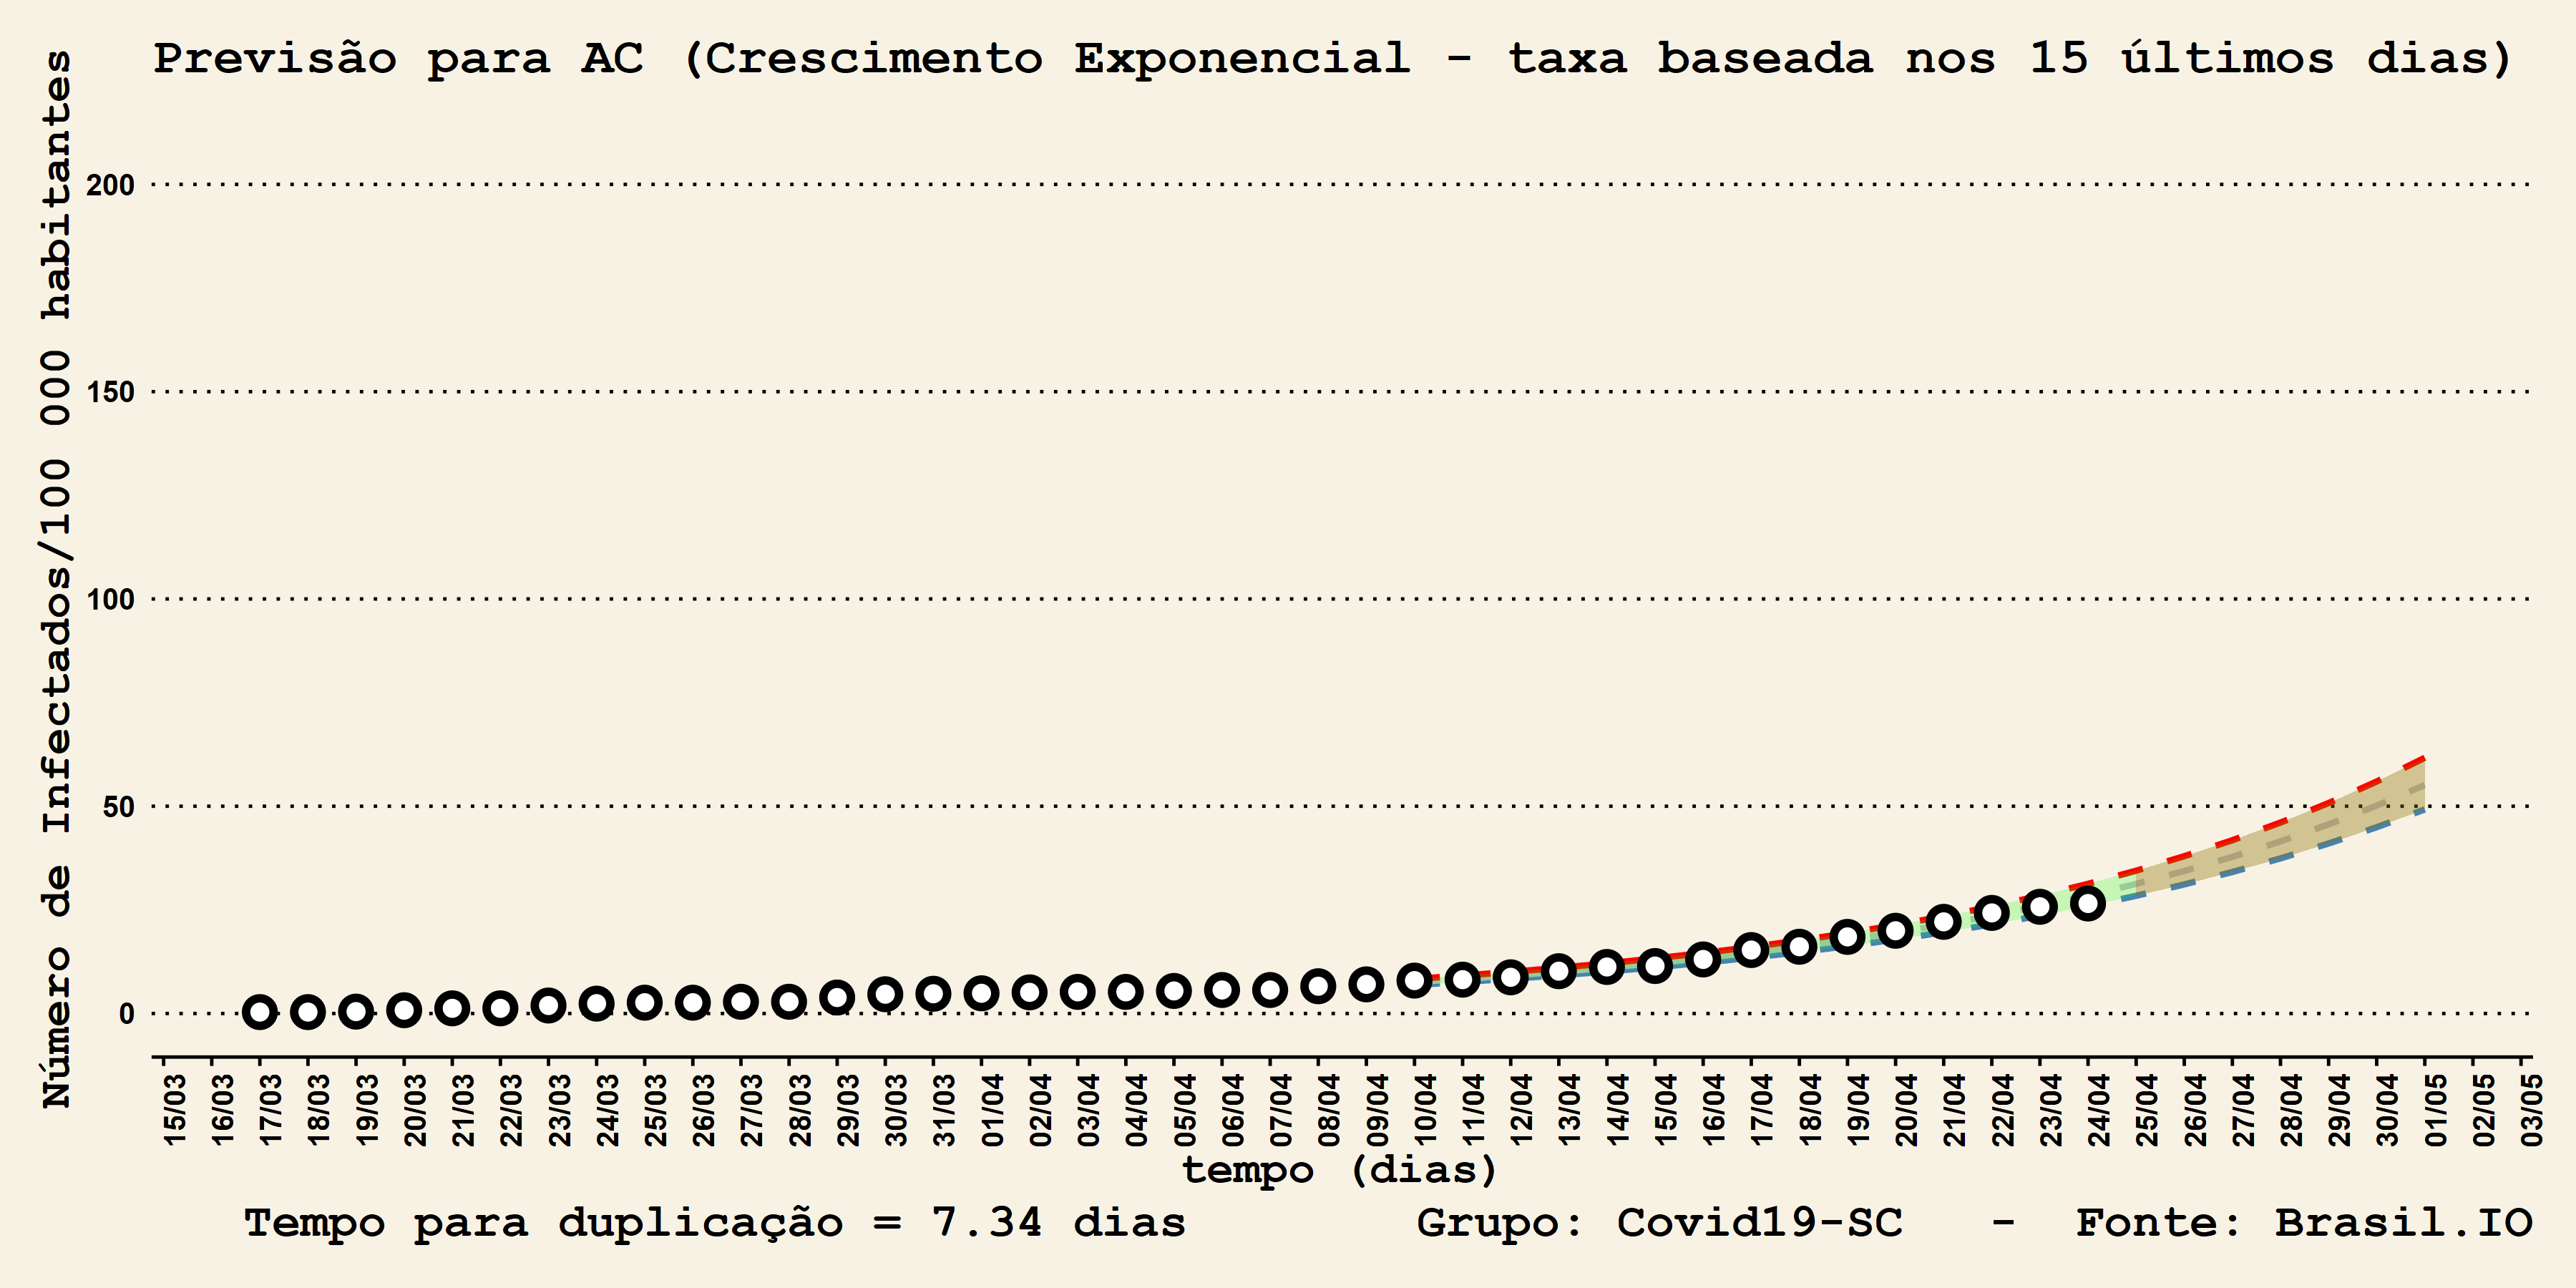 Previsão para AC (Crescimento Exponencial - taxa baseada nos 15 últimos dias)
Número de Infectados/100 000 habitantes
200
150
100
50
0
15/03 16/03 17/03 18/03 19/03 20/03 21/03 22/03 23/03 24/03 25/03 26/03 27/03 28/03 29/03 30/03 31/03 01/04 02/04 03/04 04/04 05/04 06/04 07/04 08/04 09/04 10/04 11/04 12/04 13/04 14/04 15/04 16/04 17/04 18/04 19/04 20/04 21/04 22/04 23/04 24/04 25/04 26/04 27/04 28/04 29/04 30/04 01/05 02/05 03/05
tempo (dias)
Tempo para duplicação = 7.34 dias Grupo: Covid19-SC - Fonte: Brasil.IO